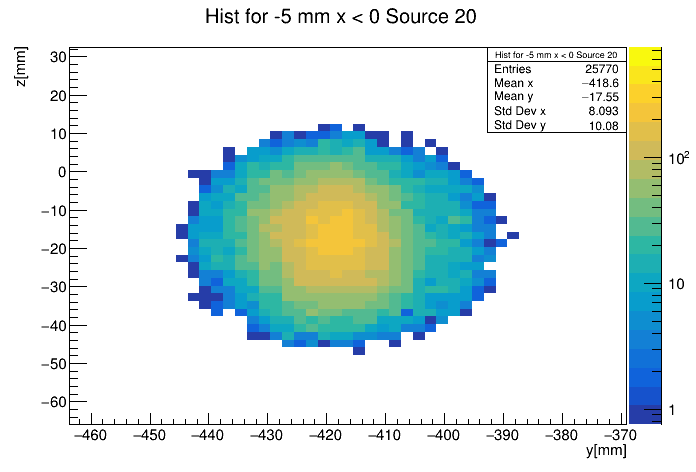 Hist for -5 mm x < 0 Source 20
z[mm]
30
20
10
0
−10
−20
−30
−40
−50
−60
−460
−450
−440
−430
−420
−410
−400
−390
−380
−370
y[mm]
Hist for -5 mm x < 0 Source 20
Entries 25770
Mean x −418.6
Mean y −17.55
Std Dev x 8.093
Std Dev y 10.08
10²
10
1